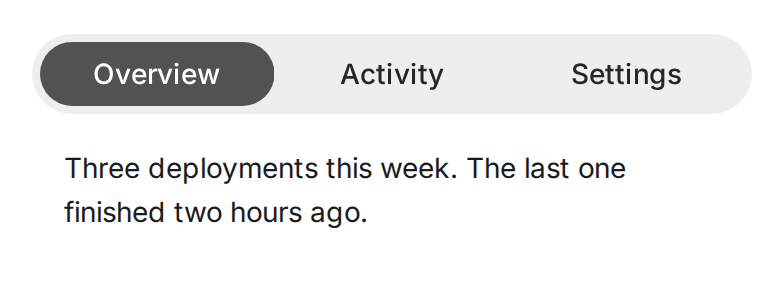 Overview Activity Settings
Three deployments this week. The last one
finished two hours ago.